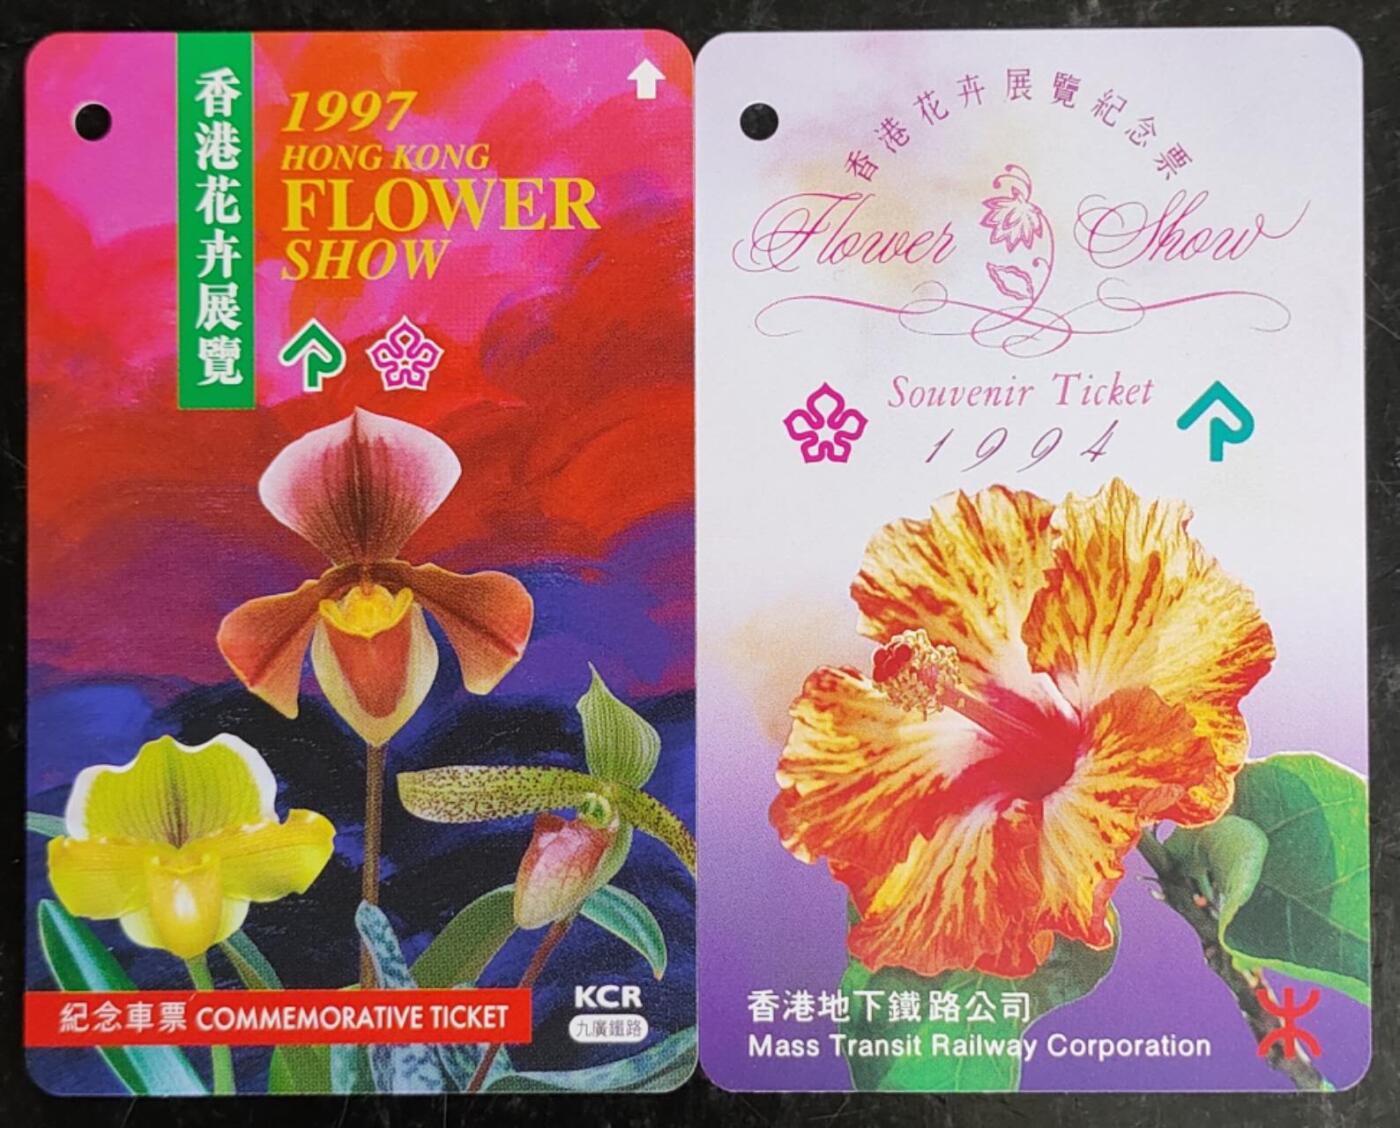 香港花卉展覽
1997
HONG KONG
FLOWER
SHOW
紀念車票 COMMEMORATIVE TICKET
KCR
九廣鐵路
香港花卉展覽紀念票
Flower Show
Souvenir Ticket
1994
香港地下鐵路公司
Mass Transit Railway Corporation